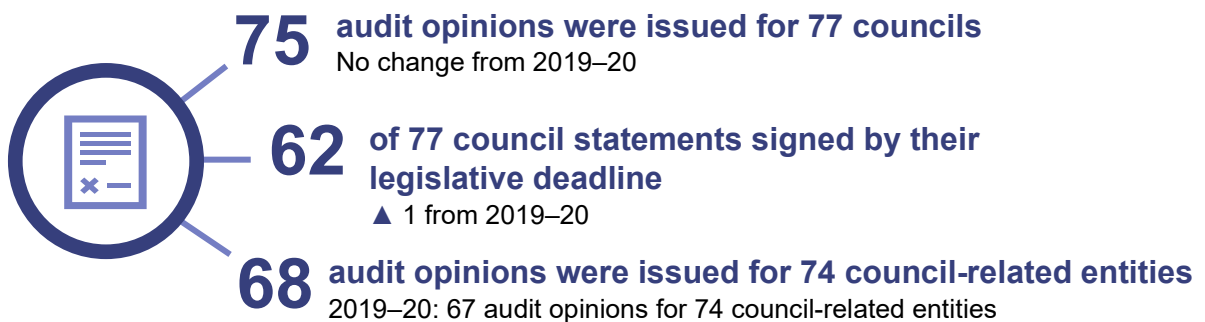 75 audit opinions were issued for 77 councils
No change from 2019–20
62 of 77 council statements signed by their
legislative deadline
▲ 1 from 2019–20
68 audit opinions were issued for 74 council-related entities
2019–20: 67 audit opinions for 74 council-related entities